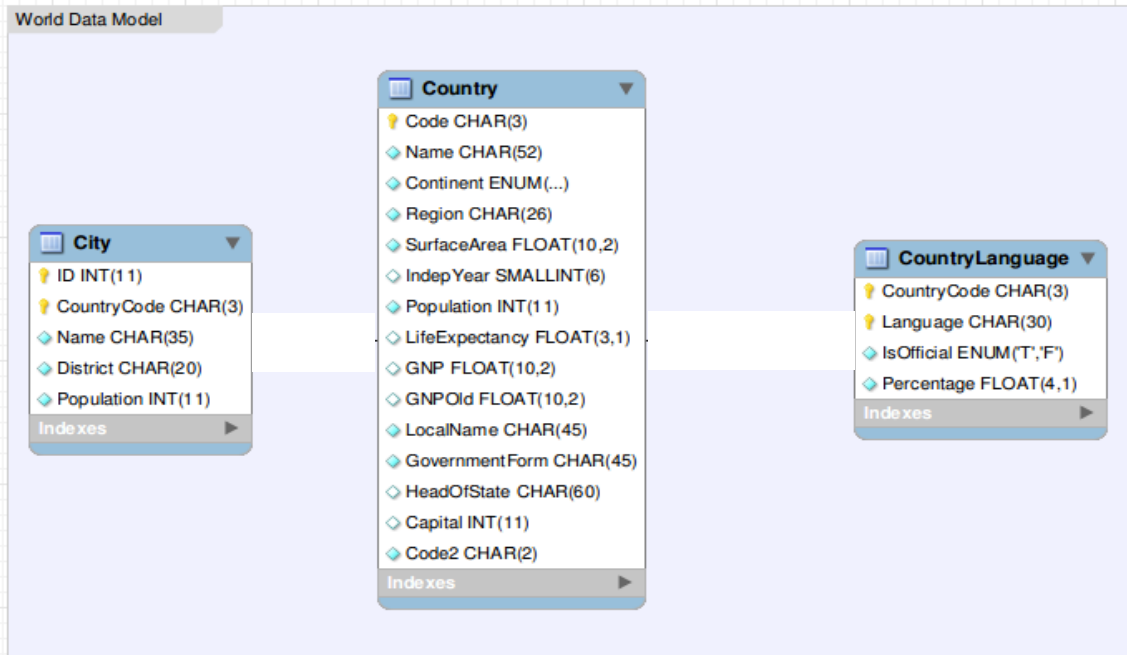 World Data Model
City
ID INT(11)
CountryCode CHAR(3)
Name CHAR(35)
District CHAR(20)
Population INT(11)
Indexes
Country
Code CHAR(3)
Name CHAR(52)
Continent ENUM(...)
Region CHAR(26)
SurfaceArea FLOAT(10,2)
IndepYear SMALLINT(6)
Population INT(11)
LifeExpectancy FLOAT(3,1)
GNP FLOAT(10,2)
GNPOld FLOAT(10,2)
LocalName CHAR(45)
GovernmentForm CHAR(45)
HeadOfState CHAR(60)
Capital INT(11)
Code2 CHAR(2)
Indexes
CountryLanguage
CountryCode CHAR(3)
Language CHAR(30)
IsOfficial ENUM('T','F')
Percentage FLOAT(4,1)
Indexes